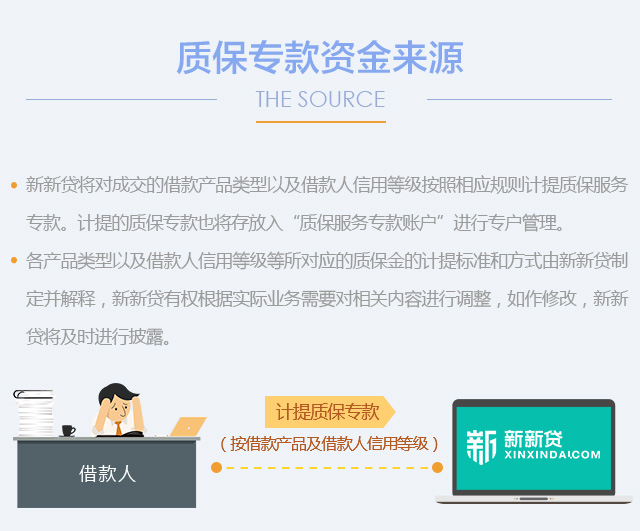 质保专款资金来源
THE SOURCE
新新贷将对成交的借款产品类型以及借款人信用等级按照相应规则计提质保服务
专款。计提的质保专款也将存放入“质保服务专款账户”进行专户管理。
各产品类型以及借款人信用等级等所对应的质保金的计提标准和方式由新新贷制
定并解释，新新贷有权根据实际业务需要对相关内容进行调整，如作修改，新新
贷将及时进行披露。
计提质保专款
（按借款产品及借款人信用等级）
借款人
新新贷
XINXINDAI.COM